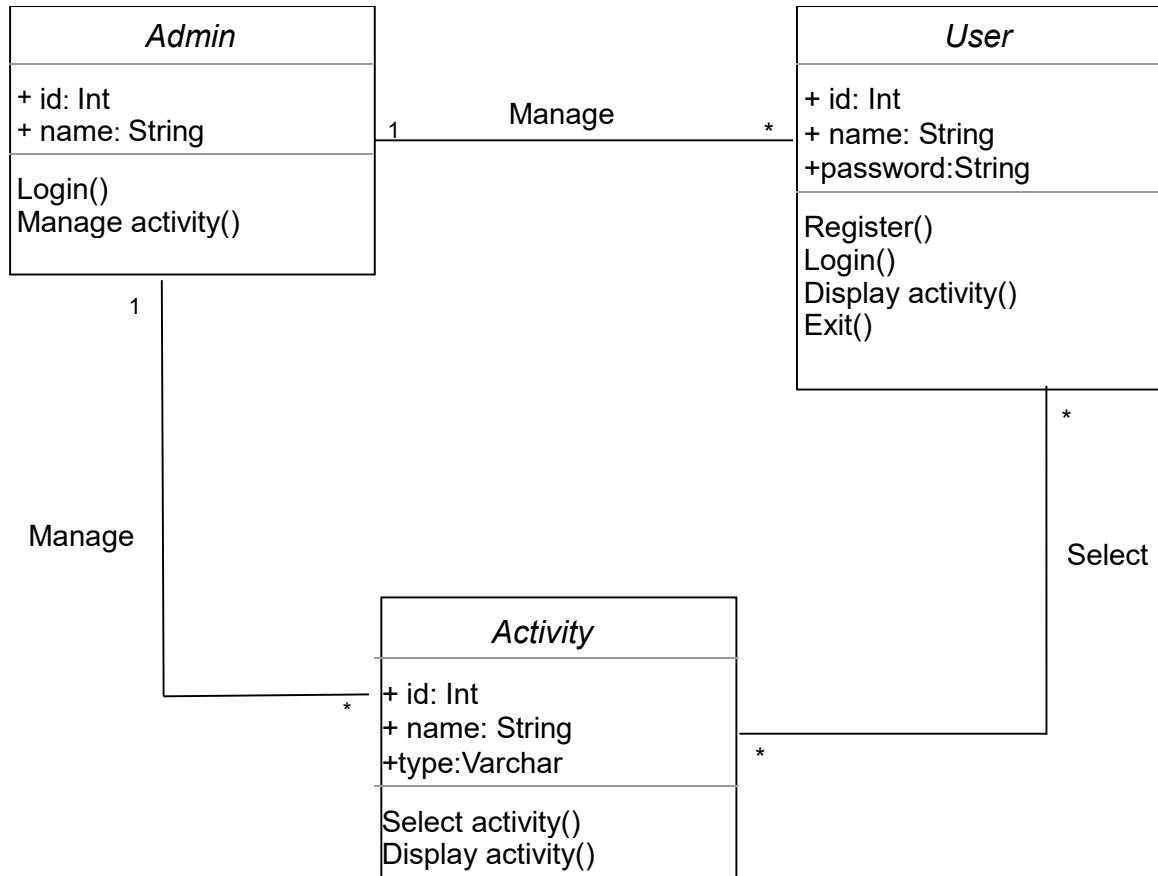 Admin
+ id: Int
+ name: String
Login()
Manage activity()
1
Manage
*
User
+ id: Int
+ name: String
+password:String
Register()
Login()
Display activity()
Exit()
1
Manage
*
*
Select
*
Activity
+ id: Int
+ name: String
+type:Varchar
Select activity()
Display activity()